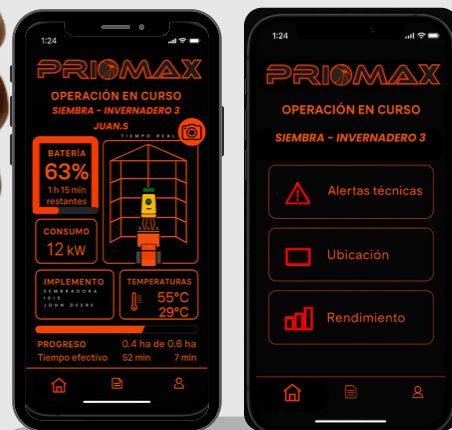 1:24
PRIOMAX
OPERACIÓN EN CURSO
SIEMBRA - INVERNADERO 3
JUAN.S
TIEMPO REAL
BATERÍA
63%
1 h 15 min
restantes
CONSUMO
12 kW
IMPLEMENTO
SEMBRADORA
JOHN DEERE
TEMPERATURAS
55°C
29°C
PROGRESO 0.4 ha de 0.6 ha
Tiempo efectivo 52 min 7 min
1:24
PRIOMAX
OPERACIÓN EN CURSO
SIEMBRA - INVERNADERO 3
Alertas técnicas
Ubicación
Rendimiento